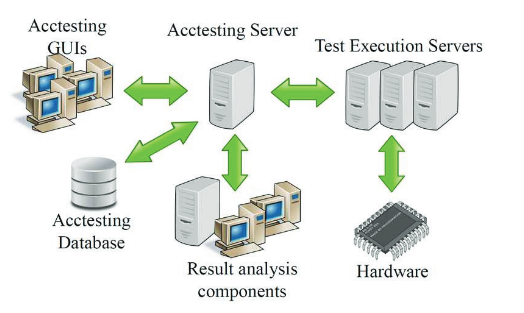 Acctesting
GUIs
Acctesting Server
Test Execution Servers
Acctesting
Database
Result analysis
components
Hardware